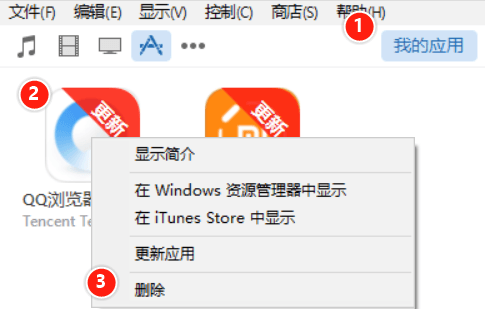 文件(F) 编辑(E) 显示(V) 控制(C) 商店(S) 帮助(H)
1
我的应用
2
更新
更新
QQ浏览器
Tencent Te
显示简介
在 Windows 资源管理器中显示
在 iTunes Store 中显示
更新应用
3
删除